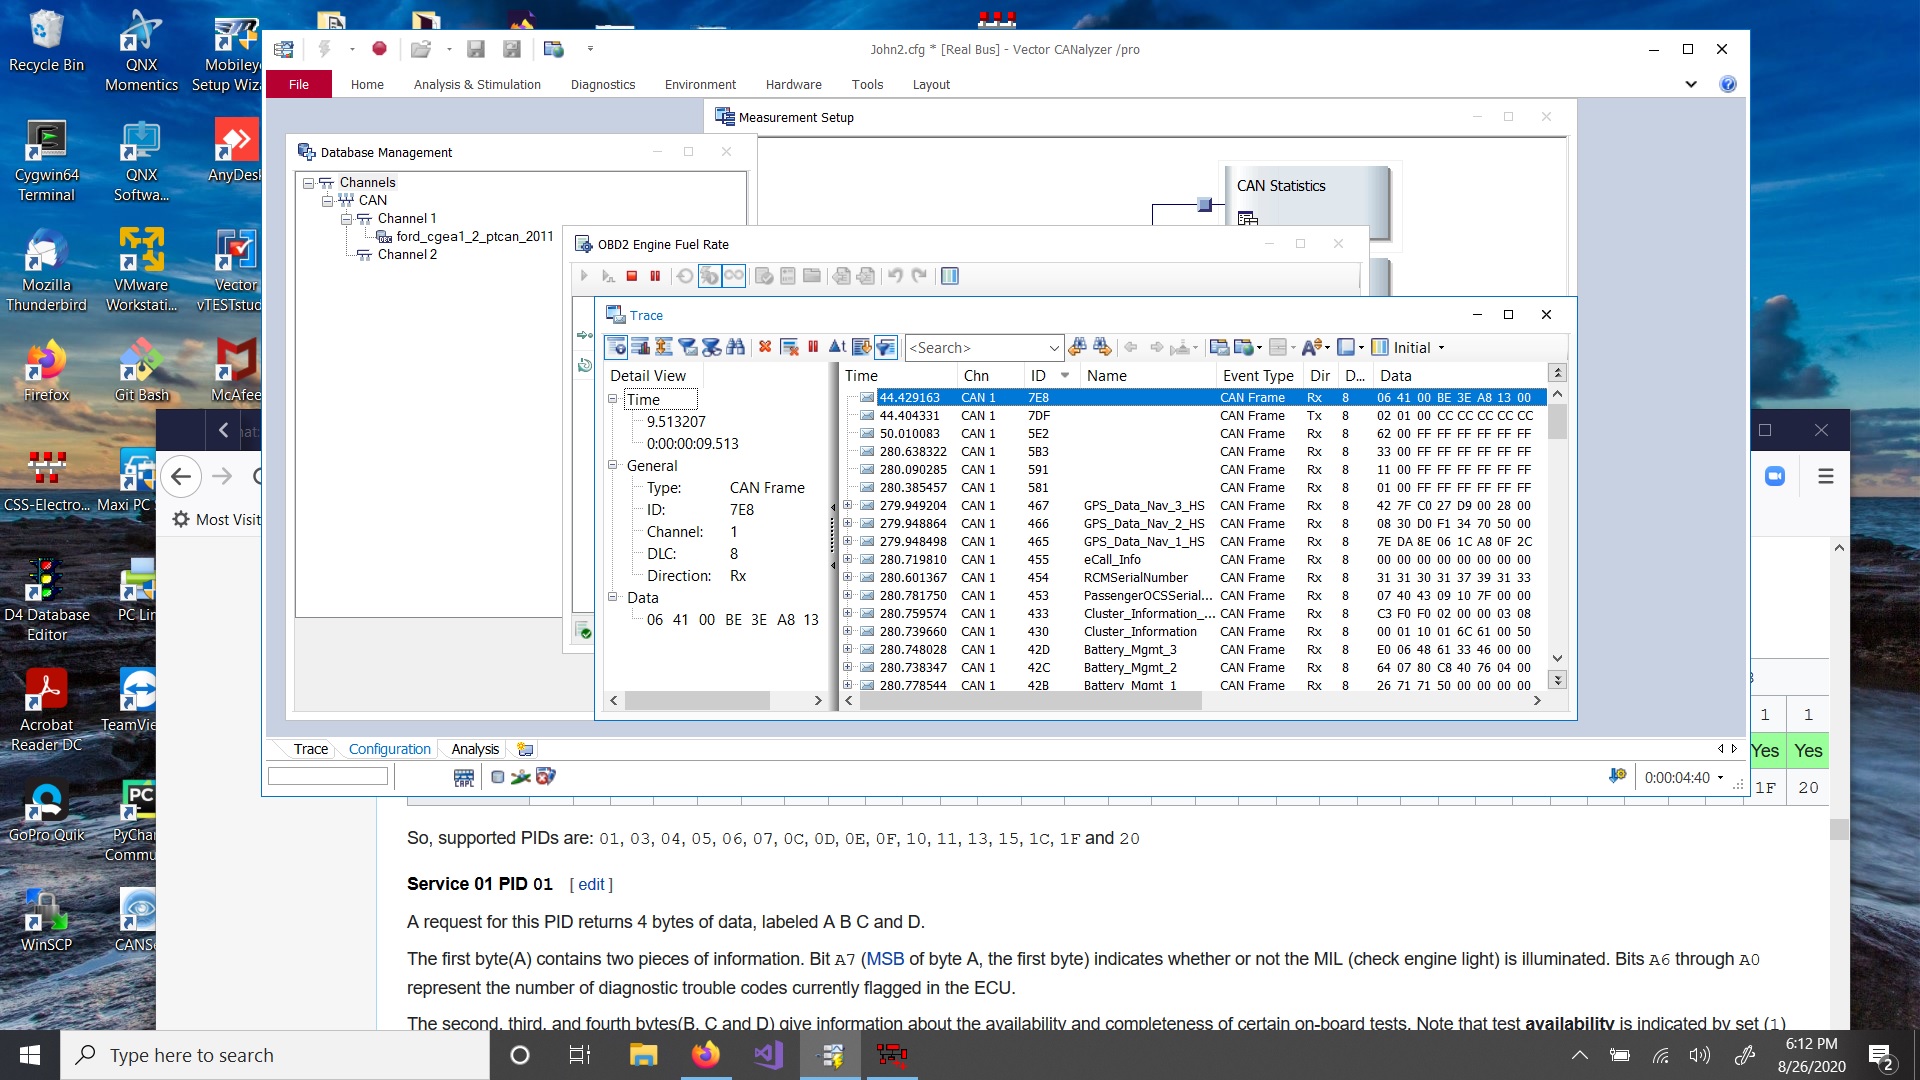 Recycle Bin
QNX Momentics
Mobiley Setup Wiz
Cygwin64 Terminal
QNX Softwa...
AnyDesk
Mozilla Thunderbird
VMware Workstati...
Vector vTESTstud
Firefox
Git Bash
McAfee
CSS-Electro...
Maxi PC
D4 Database Editor
PC Lin
Acrobat Reader DC
TeamVie
GoPro Quik
PyChar Commu
WinSCP
CANSe
John2.cfg * [Real Bus] - Vector CANalyzer /pro
File Home Analysis & Stimulation Diagnostics Environment Hardware Tools Layout
Measurement Setup
CAN Statistics
Database Management
Channels
CAN
Channel 1
ford_cgea1_2_ptcan_2011
Channel 2
OBD2 Engine Fuel Rate
Trace
<Search> Initial
Detail View
Time
9.513207
0:00:00:09.513
General
Type: CAN Frame
ID: 7E8
Channel: 1
DLC: 8
Direction: Rx
Data
06 41 00 BE 3E A8 13
Time Chn ID Name Event Type Dir D... Data
44.429163 CAN 1 7E8 CAN Frame Rx 8 06 41 00 BE 3E A8 13 00
44.404331 CAN 1 7DF CAN Frame Tx 8 02 01 00 CC CC CC CC CC
50.010083 CAN 1 5E2 CAN Frame Rx 8 62 00 FF FF FF FF FF FF
280.638322 CAN 1 5B3 CAN Frame Rx 8 33 00 FF FF FF FF FF FF
280.090285 CAN 1 591 CAN Frame Rx 8 11 00 FF FF FF FF FF FF
280.385457 CAN 1 581 CAN Frame Rx 8 01 00 FF FF FF FF FF FF
279.949204 CAN 1 467 GPS_Data_Nav_3_HS CAN Frame Rx 8 42 7F C0 27 D9 00 28 00
279.948864 CAN 1 466 GPS_Data_Nav_2_HS CAN Frame Rx 8 08 30 D0 F1 34 70 50 00
279.948498 CAN 1 465 GPS_Data_Nav_1_HS CAN Frame Rx 8 7E DA 8E 06 1C A8 0F 2C
280.719810 CAN 1 455 eCall_Info CAN Frame Rx 8 00 00 00 00 00 00 00 00
280.601367 CAN 1 454 RCMSerialNumber CAN Frame Rx 8 31 31 30 31 37 39 31 33
280.781750 CAN 1 453 PassengerOCSSerial... CAN Frame Rx 8 07 40 43 09 10 7F 00 00
280.759574 CAN 1 433 Cluster_Information_... CAN Frame Rx 8 C3 F0 F0 02 00 00 03 08
280.739660 CAN 1 430 Cluster_Information CAN Frame Rx 8 00 01 10 01 6C 61 00 50
280.748028 CAN 1 42D Battery_Mgmt_3 CAN Frame Rx 8 E0 06 48 61 33 46 00 00
280.738347 CAN 1 42C Battery_Mgmt_2 CAN Frame Rx 8 64 07 80 C8 40 76 04 00
280.778544 CAN 1 42B Battery_Mgmt_1 CAN Frame Rx 8 26 71 71 50 00 00 00 00
Trace Configuration Analysis
CAPL
0:00:04:40
Most Visit
1 1
Yes Yes
1F 20
So, supported PIDs are: 01, 03, 04, 05, 06, 07, 0C, 0D, 0E, 0F, 10, 11, 13, 15, 1C, 1F and 20
Service 01 PID 01 [ edit ]
A request for this PID returns 4 bytes of data, labeled A B C and D.
The first byte(A) contains two pieces of information. Bit A7 (MSB of byte A, the first byte) indicates whether or not the MIL (check engine light) is illuminated. Bits A6 through A0
represent the number of diagnostic trouble codes currently flagged in the ECU.
The second, third, and fourth bytes(B, C and D) give information about the availability and completeness of certain on-board tests. Note that test availability is indicated by set (1)
Type here to search
6:12 PM
8/26/2020
2